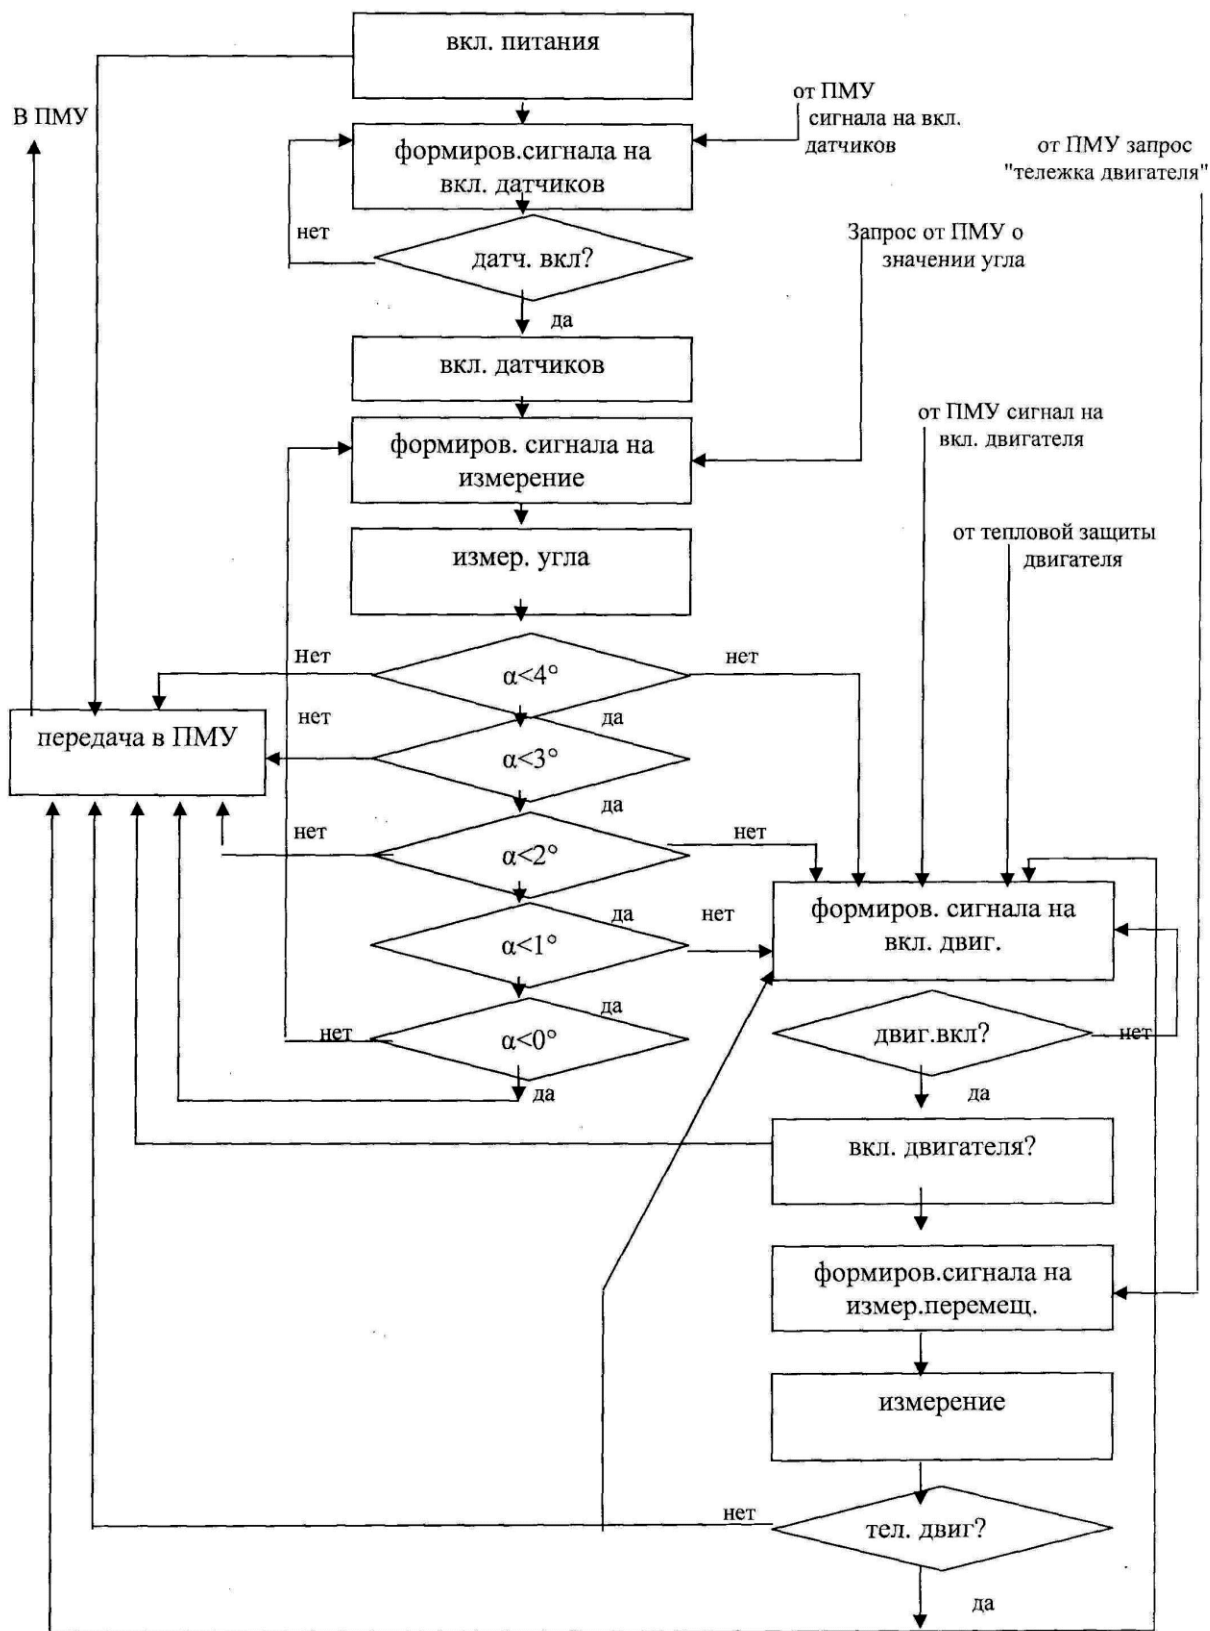 вкл. питания
В ПМУ
от ПМУ
сигнала на вкл.
датчиков
от ПМУ запрос
"тележка двигателя"
формиров.сигнала на
вкл. датчиков
нет
датч. вкл?
Запрос от ПМУ о
значении угла
да
вкл. датчиков
формиров. сигнала на
измерение
от ПМУ сигнал на
вкл. двигателя
измер. угла
от тепловой защиты
двигателя
нет
α<4°
нет
передача в ПМУ
нет
да
α<3°
да
нет
α<2°
нет
да
нет
α<1°
формиров. сигнала на
вкл. двиг.
да
нет
α<0°
двиг.вкл?
нет
да
да
вкл. двигателя?
формиров.сигнала на
измер.перемещ.
измерение
нет
тел. двиг?
да